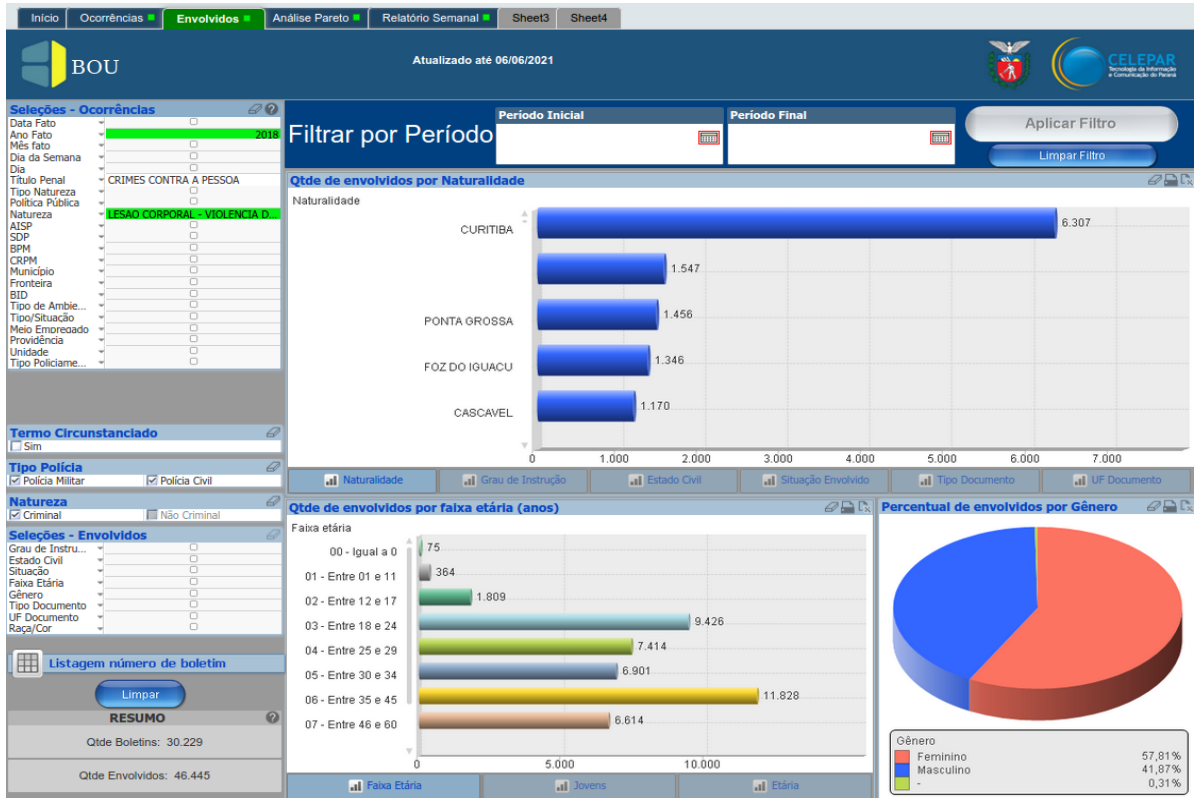 Início Ocorrências Envolvidos Análise Pareto Relatório Semanal Sheet3 Sheet4
BOU
Atualizado até 06/06/2021
CELEPAR
Tecnologia da Informação
e Comunicação do Paraná
Seleções - Ocorrências
Data Fato
Ano Fato 2018
Mês fato
Dia da Semana
Dia
Título Penal CRIMES CONTRA A PESSOA
Tipo Natureza
Política Pública
Natureza LESAO CORPORAL - VIOLENCIA D...
AISP
SDP
BPM
CRPM
Município
Fronteira
BID
Tipo de Ambie...
Tipo/Situação
Meio Empregado
Providência
Unidade
Tipo Policiame...
Termo Circunstanciado
Sim
Tipo Polícia
Polícia Militar Polícia Civil
Natureza
Criminal Não Criminal
Seleções - Envolvidos
Grau de Instru...
Estado Civil
Situação
Faixa Etária
Gênero
Tipo Documento
UF Documento
Raça/Cor
Listagem número de boletim
Limpar
RESUMO
Qtde Boletins: 30.229
Qtde Envolvidos: 46.445
Filtrar por Período
Período Inicial
Período Final
Aplicar Filtro
Limpar Filtro
Qtde de envolvidos por Naturalidade
Naturalidade
CURITIBA 6.307
1.547
PONTA GROSSA 1.456
FOZ DO IGUACU 1.346
CASCAVEL 1.170
0 1.000 2.000 3.000 4.000 5.000 6.000 7.000
Naturalidade Grau de Instrução Estado Civil Situação Envolvido Tipo Documento UF Documento
Qtde de envolvidos por faixa etária (anos)
Faixa etária
00 - Igual a 0 75
01 - Entre 01 e 11 364
02 - Entre 12 e 17 1.809
03 - Entre 18 e 24 9.426
04 - Entre 25 e 29 7.414
05 - Entre 30 e 34 6.901
06 - Entre 35 e 45 11.828
07 - Entre 46 e 60 6.614
0 5.000 10.000
Faixa Etária Jovens Etária
Percentual de envolvidos por Gênero
Gênero
Feminino 57,81%
Masculino 41,87%
- 0,31%